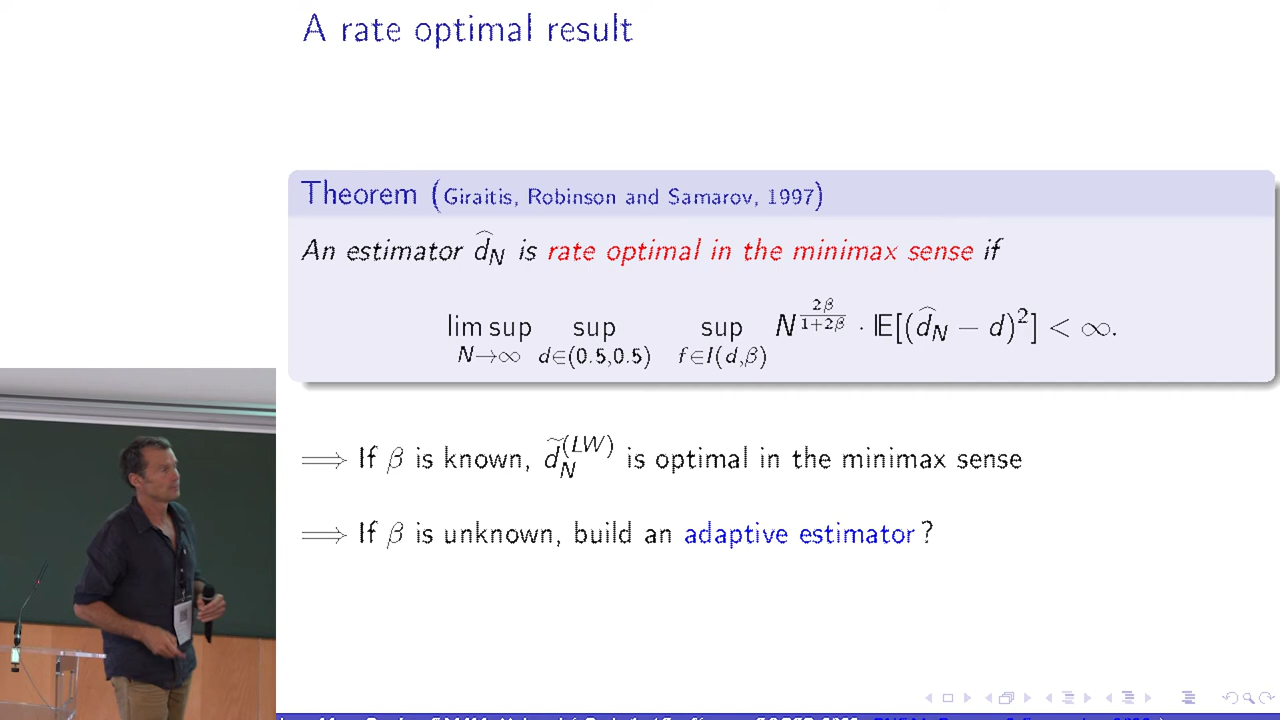 A rate optimal result
Theorem (Giraitis, Robinson and Samarov, 1997)
An estimator d̂_N is rate optimal in the minimax sense if
lim sup_{N→∞} sup_{d∈(0.5,0.5)} sup_{f∈I(d,β)} N^{2β/(1+2β)} · 𝔼[(d̂_N − d)²] < ∞.
⟹ If β is known, d̃_N^{(LW)} is optimal in the minimax sense
⟹ If β is unknown, build an adaptive estimator ?